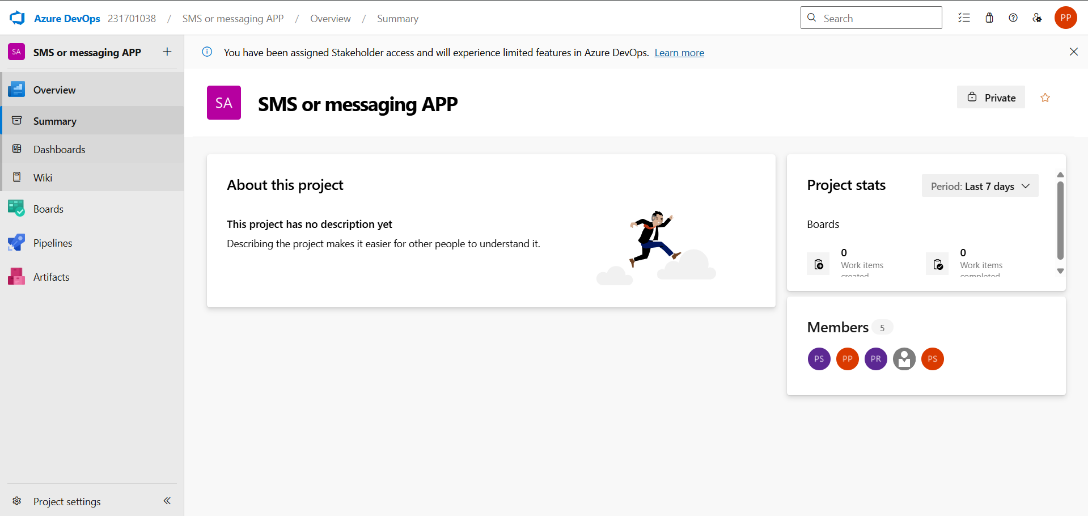 Azure DevOps 231701038 / SMS or messaging APP / Overview / Summary
Search
PP
SA SMS or messaging APP +
You have been assigned Stakeholder access and will experience limited features in Azure DevOps. Learn more
Overview
Summary
Dashboards
Wiki
Boards
Pipelines
Artifacts
Project settings
SA SMS or messaging APP
Private
About this project
This project has no description yet
Describing the project makes it easier for other people to understand it.
Project stats
Period: Last 7 days
Boards
0
Work items
created
0
Work items
completed
Members 5
PS PP PR PS